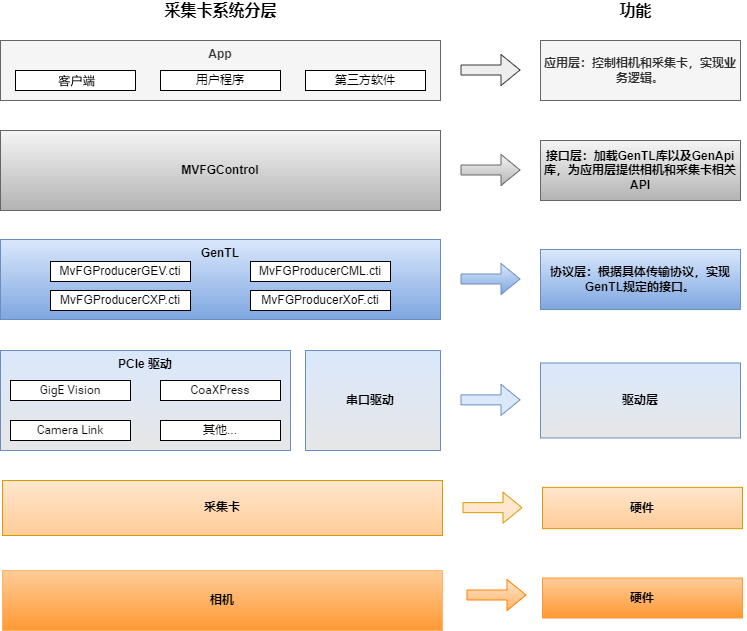 采集卡系统分层
功能
App
客户端
用户程序
第三方软件
应用层：控制相机和采集卡，实现业
务逻辑。
MVFGControl
接口层：加载GenTL库以及GenApi
库，为应用层提供相机和采集卡相关
API
GenTL
MvFGProducerGEV.cti
MvFGProducerCML.cti
MvFGProducerCXP.cti
MvFGProducerXoF.cti
协议层：根据具体传输协议，实现
GenTL规定的接口。
PCIe 驱动
GigE Vision
CoaXPress
Camera Link
其他...
串口驱动
驱动层
采集卡
硬件
相机
硬件